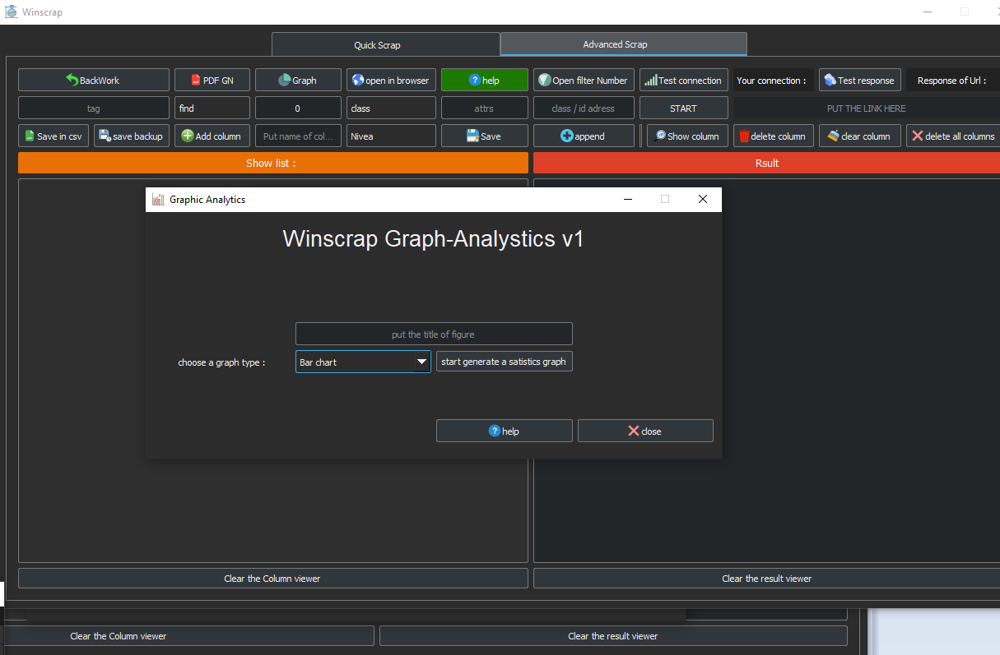 Winscrap
Quick Scrap
Advanced Scrap
BackWork
PDF GN
Graph
open in browser
help
Open filter Number
Test connection
Your connection :
Test response
Response of Url :
tag
find
0
class
attrs
class / id adress
START
PUT THE LINK HERE
Save in csv
save backup
Add column
Put name of col...
Nivea
Save
append
Show column
delete column
clear column
delete all columns
Show list :
Rsult
Graphic Analytics
Winscrap Graph-Analystics v1
put the title of figure
choose a graph type :
Bar chart
start generate a satistics graph
help
close
Clear the Column viewer
Clear the result viewer
Clear the Column viewer
Clear the result viewer